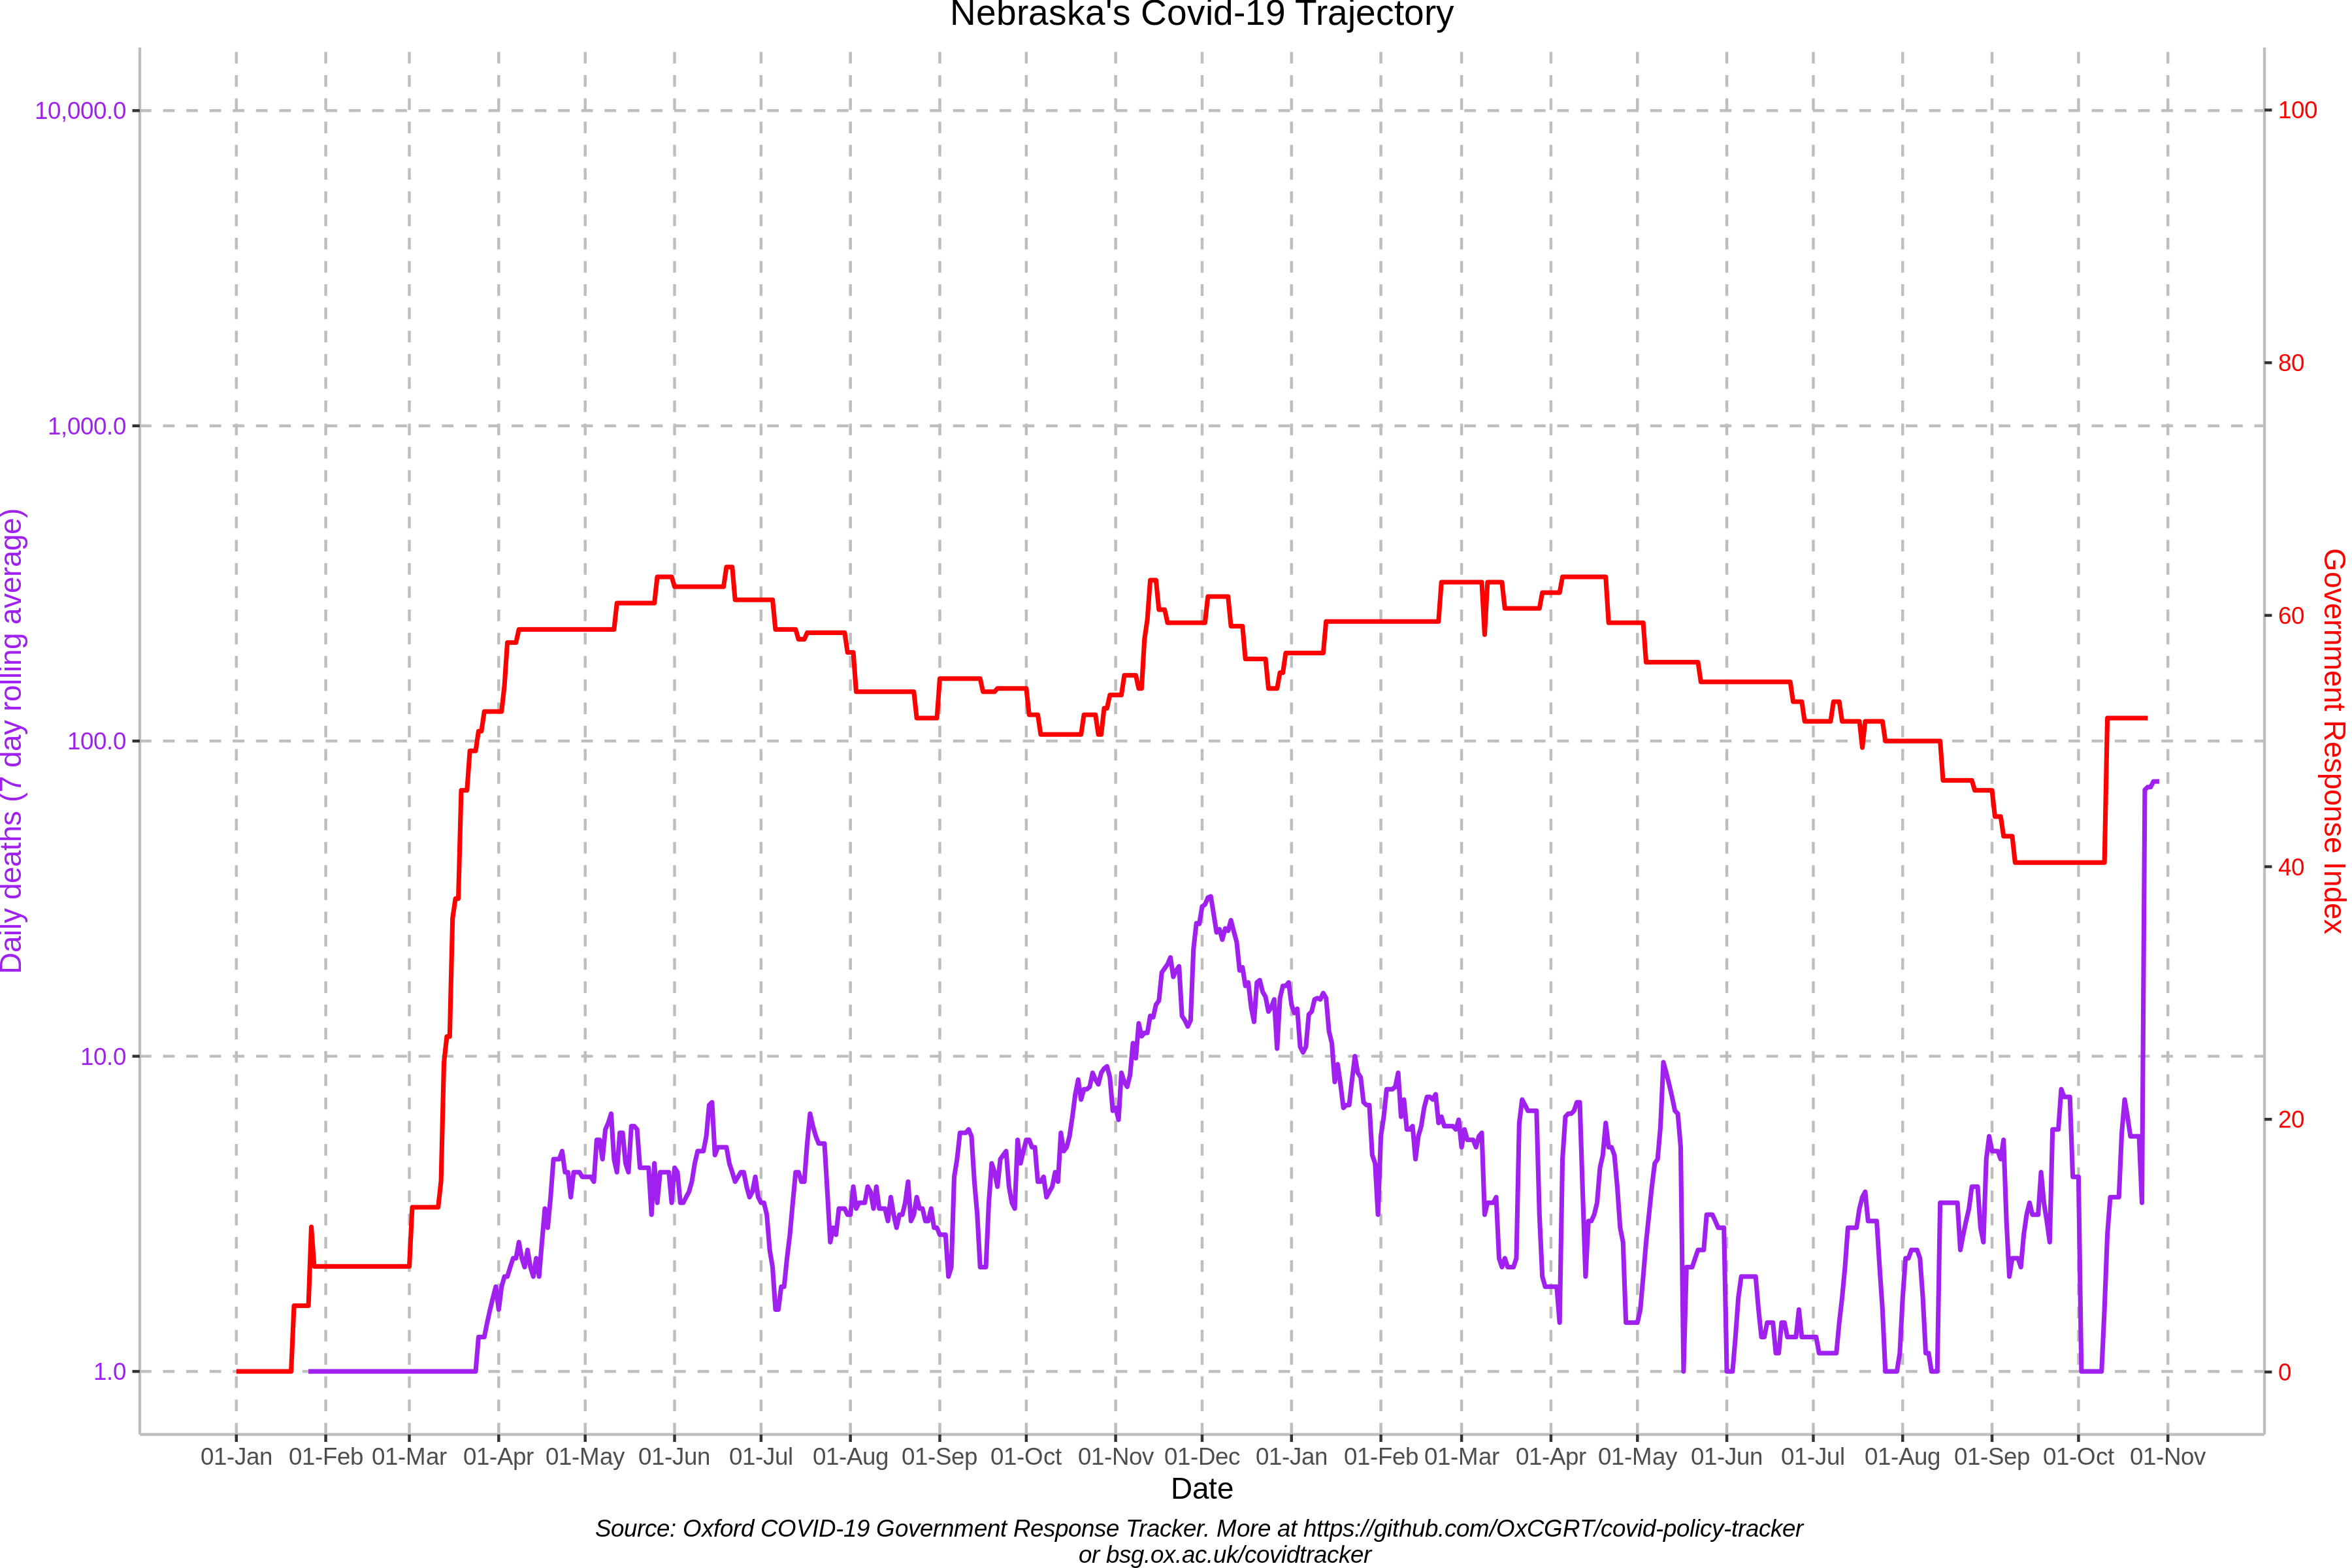 Nebraska's Covid-19 Trajectory
10,000.0
1,000.0
100.0
10.0
1.0
Daily deaths (7 day rolling average)
100
80
60
40
20
0
Government Response Index
01-Jan 01-Feb 01-Mar 01-Apr 01-May 01-Jun 01-Jul 01-Aug 01-Sep 01-Oct 01-Nov 01-Dec 01-Jan 01-Feb 01-Mar 01-Apr 01-May 01-Jun 01-Jul 01-Aug 01-Sep 01-Oct 01-Nov
Date
Source: Oxford COVID-19 Government Response Tracker. More at https://github.com/OxCGRT/covid-policy-tracker
or bsg.ox.ac.uk/covidtracker